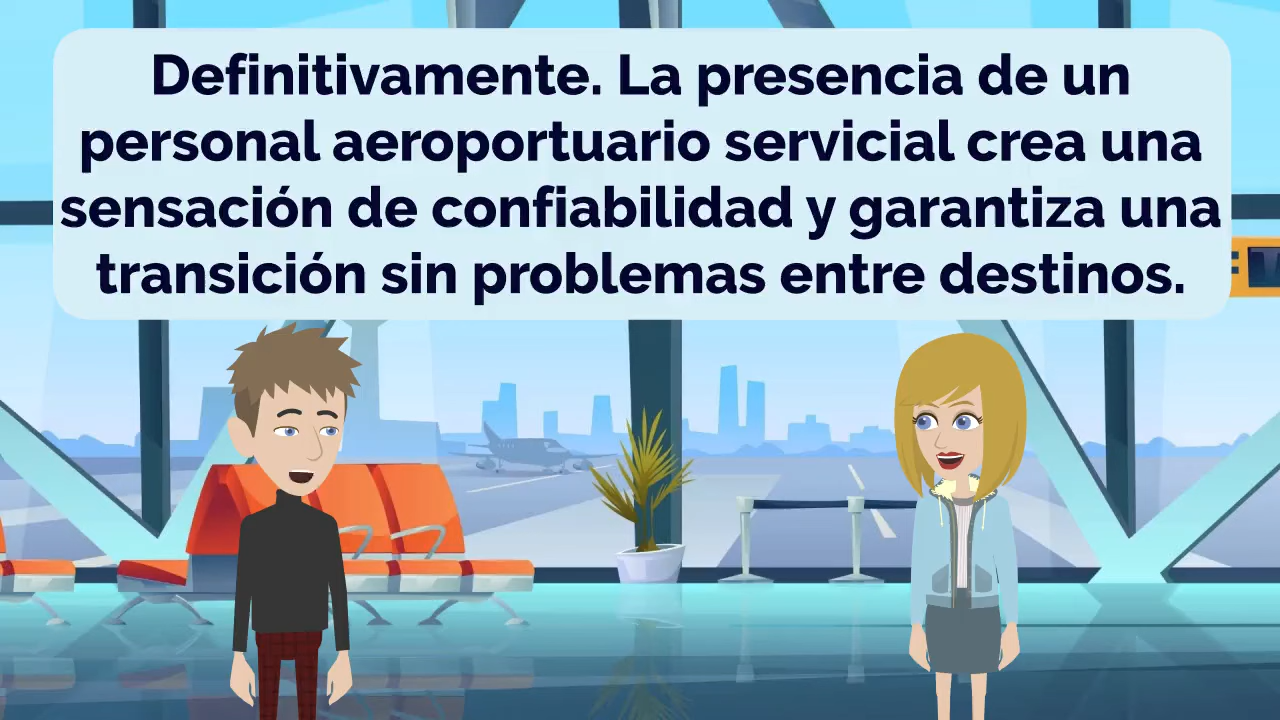 Definitivamente. La presencia de un
personal aeroportuario servicial crea una
sensación de confiabilidad y garantiza una
transición sin problemas entre destinos.